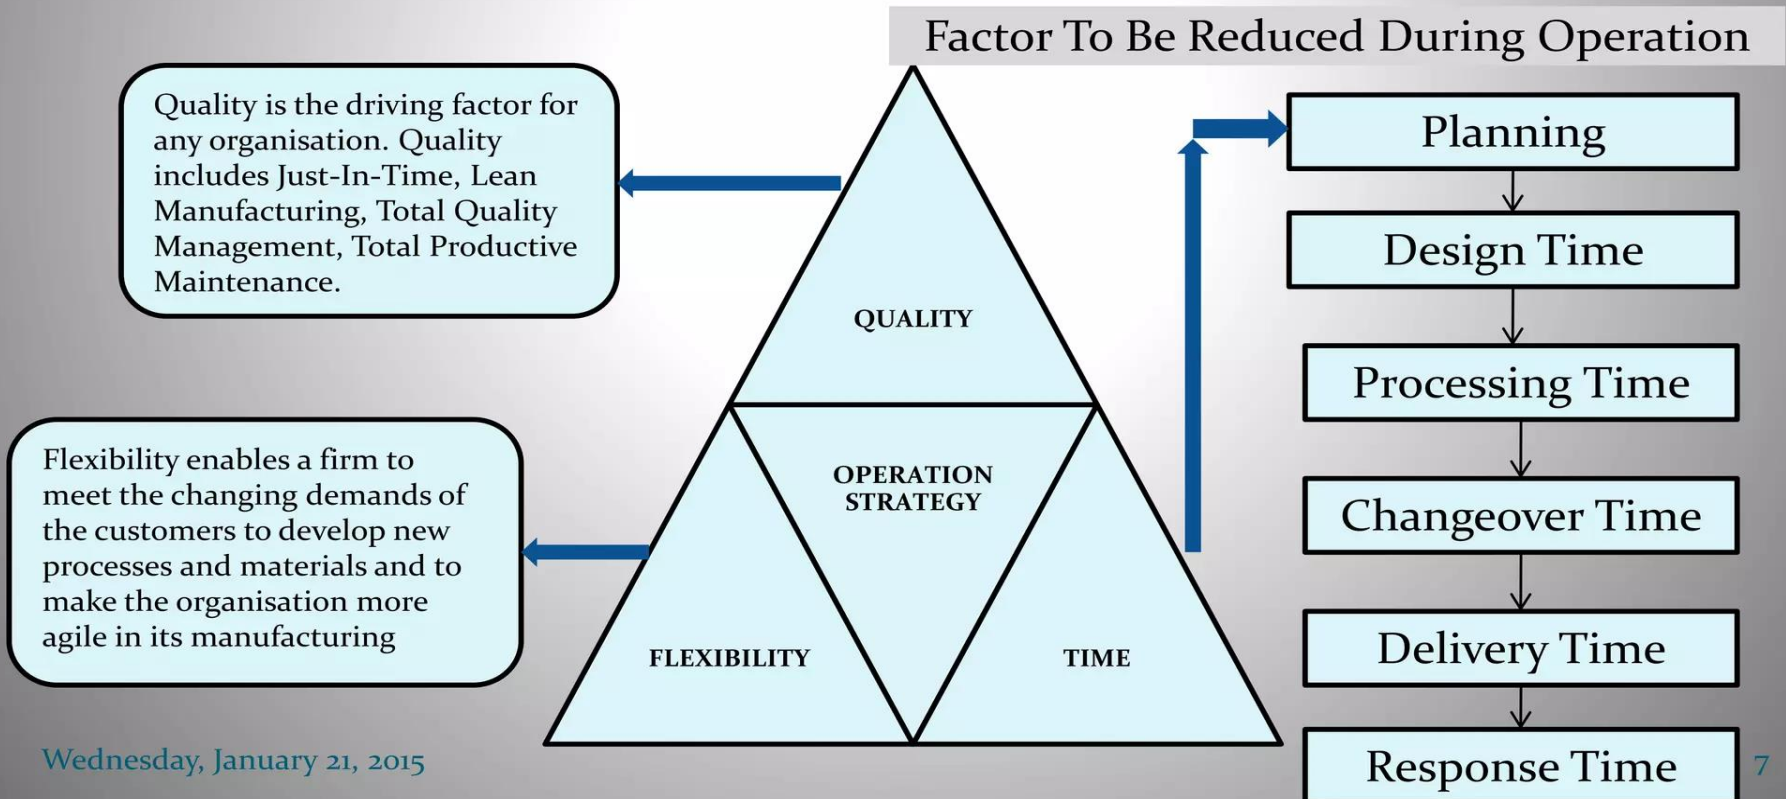 Factor To Be Reduced During Operation
Quality is the driving factor for
any organisation. Quality
includes Just-In-Time, Lean
Manufacturing, Total Quality
Management, Total Productive
Maintenance.
Flexibility enables a firm to
meet the changing demands of
the customers to develop new
processes and materials and to
make the organisation more
agile in its manufacturing
QUALITY
OPERATION
STRATEGY
FLEXIBILITY
TIME
Planning
Design Time
Processing Time
Changeover Time
Delivery Time
Response Time
Wednesday, January 21, 2015
7